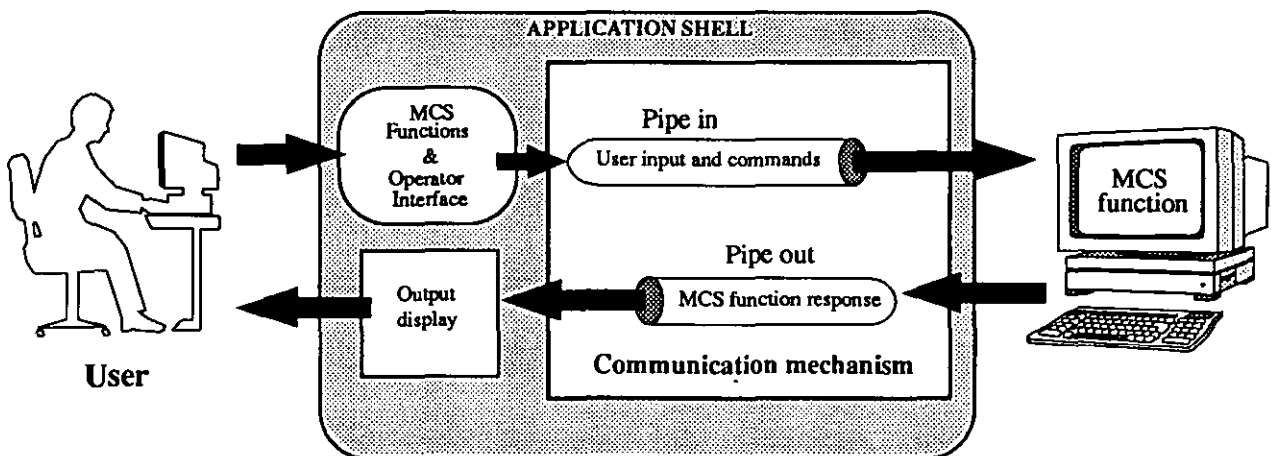 APPLICATION SHELL
MCS
Functions
&
Operator
Interface
Pipe in
User input and commands
MCS
function
Pipe out
MCS function response
Output
display
Communication mechanism
User